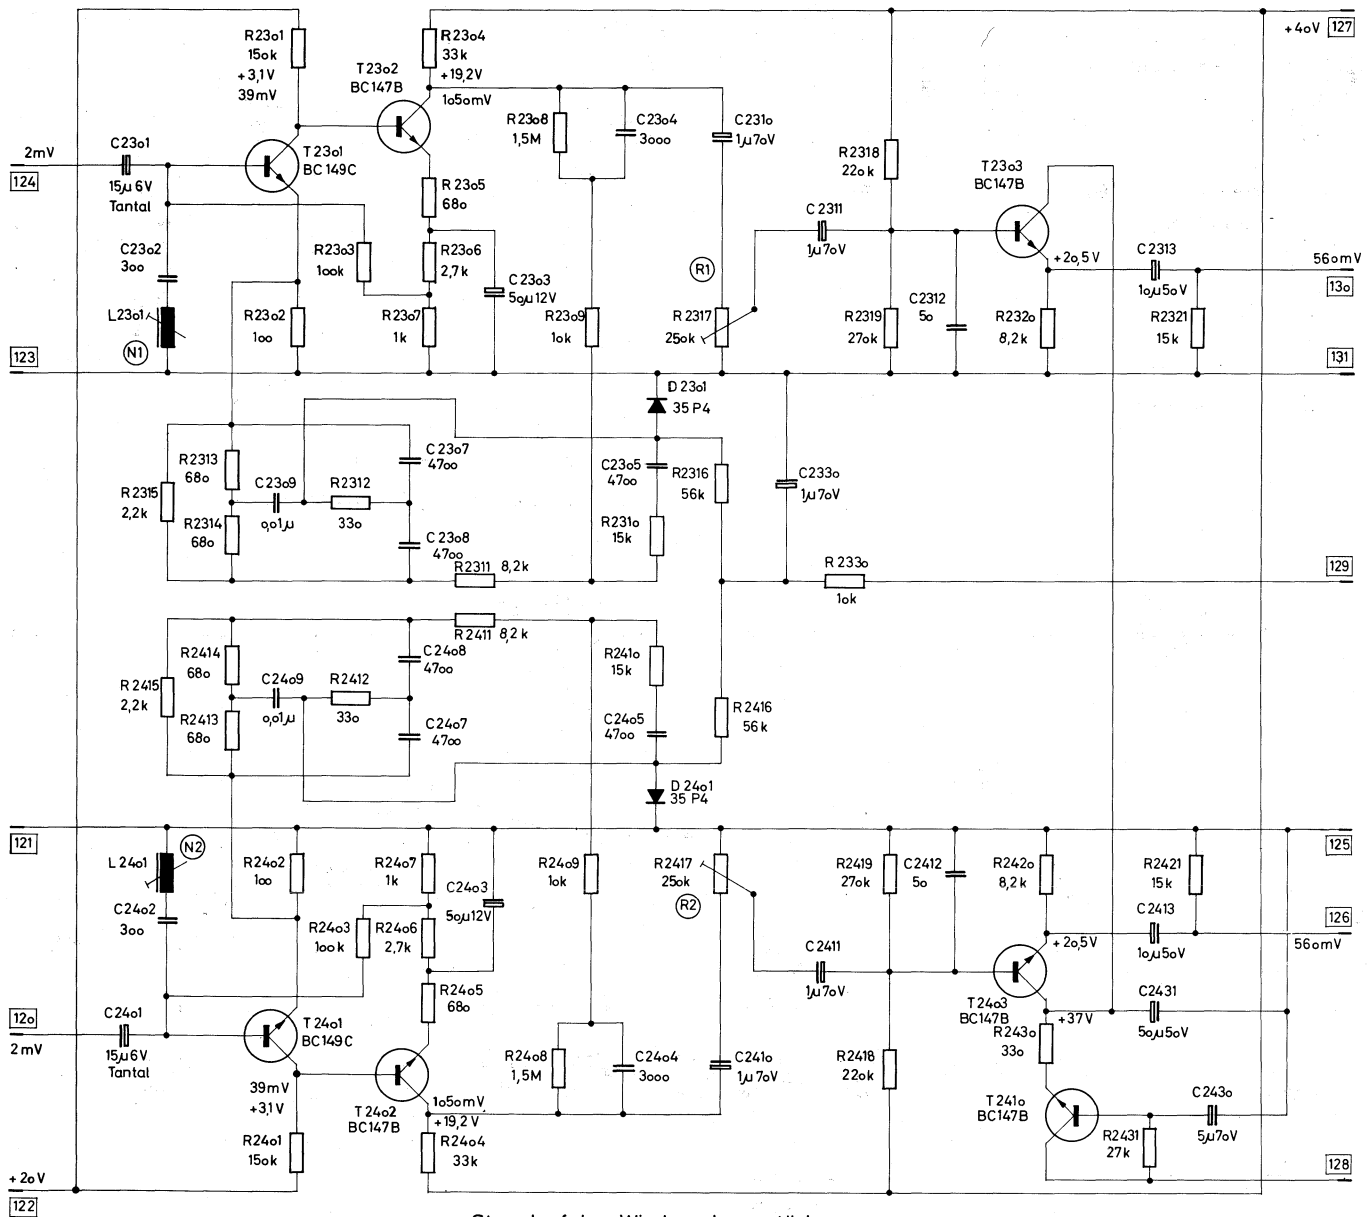 R23o1
15ok
+3,1V
39mV
R23o4
33k
+19,2V
1o5omV
+4oV 127
T23o2
BC147B
C23o1
15µ6V
Tantal
2mV
124
T23o1
BC149C
R23o8
1,5M
C23o4
3ooo
C231o
1µ7oV
R2318
22ok
T23o3
BC147B
R23o5
68o
C23o2
3oo
R23o3
1ook
R23o6
2,7k
C23o3
5oµ12V
R1
C2311
1µ7oV
+2o,5V
C2313
1oµ5oV
56omV
13o
L23o1
N1
R23o2
1oo
R23o7
1k
R23o9
1ok
R2317
25ok
R2319
27ok
C2312
5o
R232o
8,2k
R2321
15k
123
131
D23o1
35P4
R2313
68o
C23o7
47oo
R2315
2,2k
C23o9
o,o1µ
R2312
33o
C23o5
47oo
R2316
56k
C233o
1µ7oV
R2314
68o
C23o8
47oo
R231o
15k
R2311 8,2k
R233o
1ok
129
R2411 8,2k
R2414
68o
C24o8
47oo
R241o
15k
R2415
2,2k
C24o9
o,o1µ
R2412
33o
R2413
68o
C24o7
47oo
C24o5
47oo
R2416
56k
D24o1
35P4
121
125
L24o1
N2
R24o2
1oo
R24o7
1k
C24o3
5oµ12V
R24o9
1ok
R2417
25ok
R2
R2419
27ok
C2412
5o
R242o
8,2k
R2421
15k
C24o2
3oo
R24o3
1ook
R24o6
2,7k
C2413
1oµ5oV
126
56omV
+2o,5V
C2411
1µ7oV
R24o5
68o
T24o3
BC147B
+37V
C2431
5oµ5oV
12o
2mV
C24o1
15µ6V
Tantal
T24o1
BC149C
R243o
33o
R24o8
1,5M
C24o4
3ooo
C241o
1µ7oV
R2418
22ok
39mV
+3,1V
T24o2
BC147B
1o5omV
+19,2V
T241o
BC147B
C243o
5µ7oV
R2431
27k
R24o1
15ok
R24o4
33k
128
+2oV
122